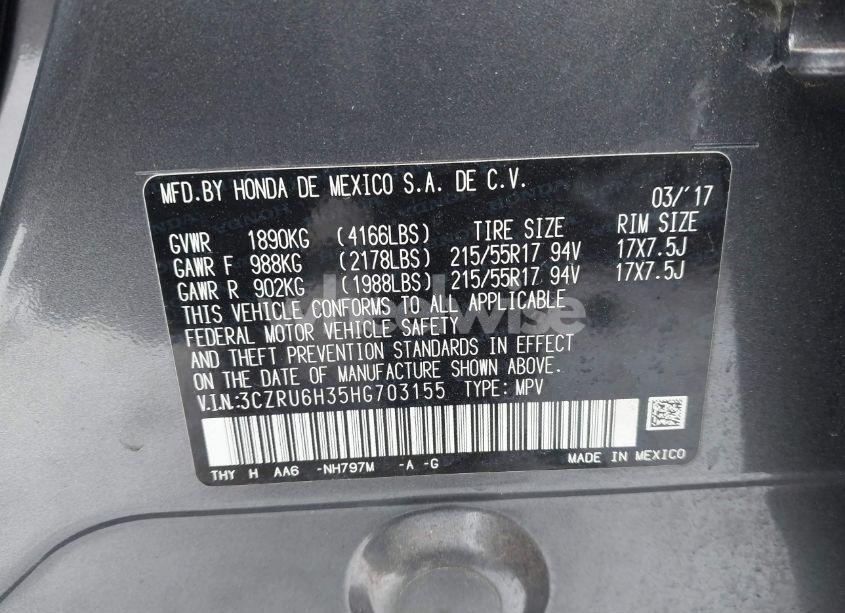 MFD.BY HONDA DE MEXICO S.A. DE C.V. 03/'17
GVWR 1890KG (4166LBS) TIRE SIZE RIM SIZE
GAWR F 988KG (2178LBS) 215/55R17 94V 17X7.5J
GAWR R 902KG (1988LBS) 215/55R17 94V 17X7.5J
THIS VEHICLE CONFORMS TO ALL APPLICABLE
FEDERAL MOTOR VEHICLE SAFETY
AND THEFT PREVENTION STANDARDS IN EFFECT
ON THE DATE OF MANUFACTURE SHOWN ABOVE.
V.I.N.:3CZRU6H35HG703155 TYPE: MPV
THY H AA6 -NH797M -A -G MADE IN MEXICO
wheelwise